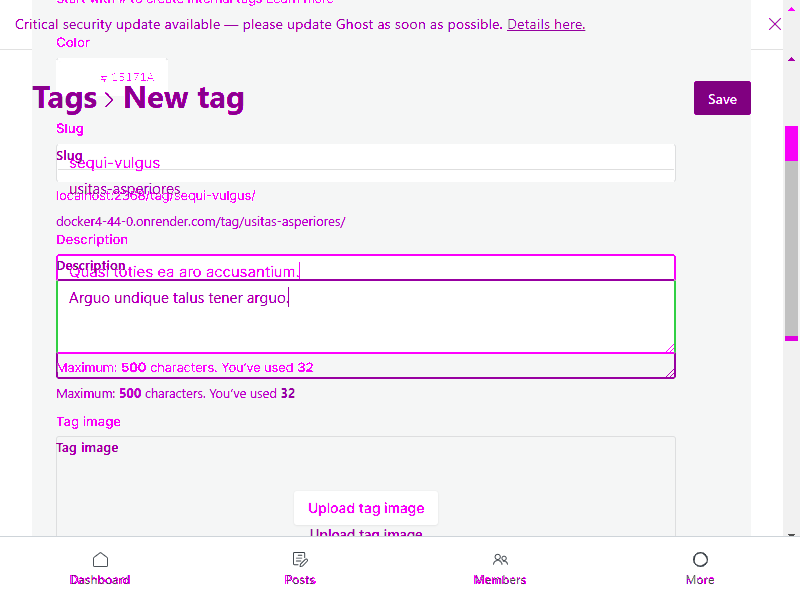 Start with # to create internal tags Learn more
Critical security update available — please update Ghost as soon as possible. Details here.
Color
# 15171A
Tags > New tag
Save
Slug
Slug
sequi-vulgus
usitas-asperiores
localhost:2368/tag/sequi-vulgus/
docker4-44-0.onrender.com/tag/usitas-asperiores/
Description
Description
Quasi toties ea aro accusantium.
Arguo undique talus tener arguo.
Maximum: 500 characters. You've used 32
Maximum: 500 characters. You've used 32
Tag image
Tag image
Upload tag image
Upload tag image
Dashboard
Posts
Members
More